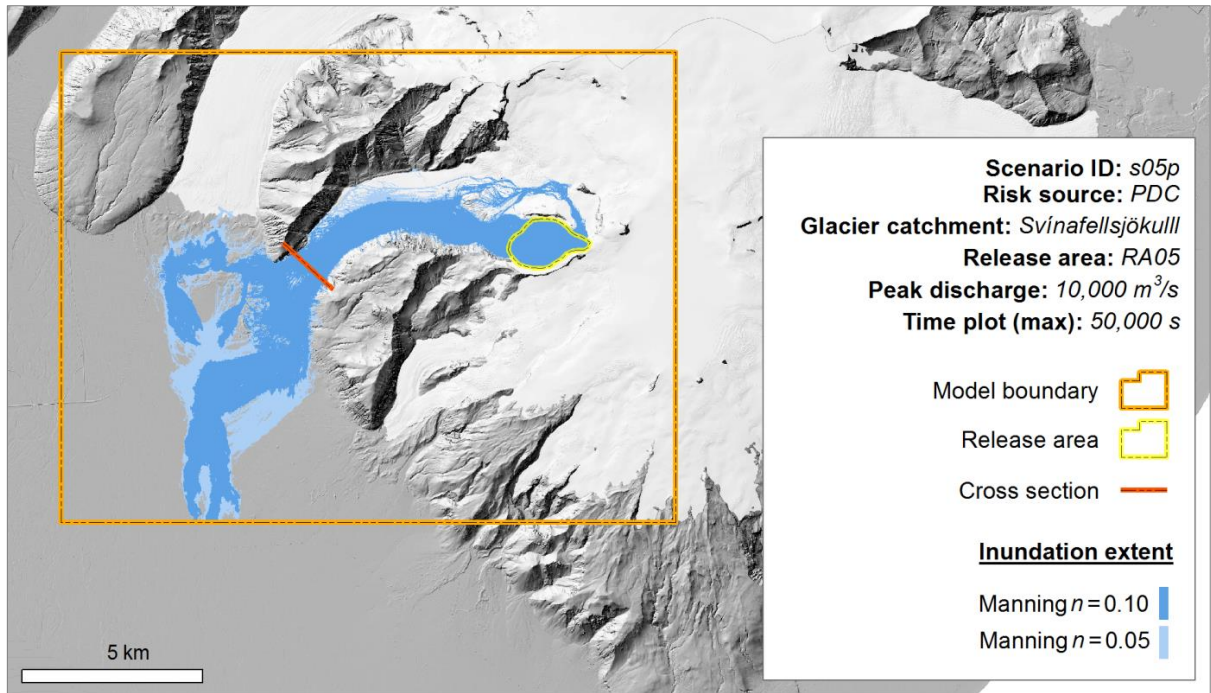 Scenario ID: s05p
Risk source: PDC
Glacier catchment: Svínafellsjökulll
Release area: RA05
Peak discharge: 10,000 m³/s
Time plot (max): 50,000 s
Model boundary
Release area
Cross section
Inundation extent
Manning n = 0.10
Manning n = 0.05
5 km